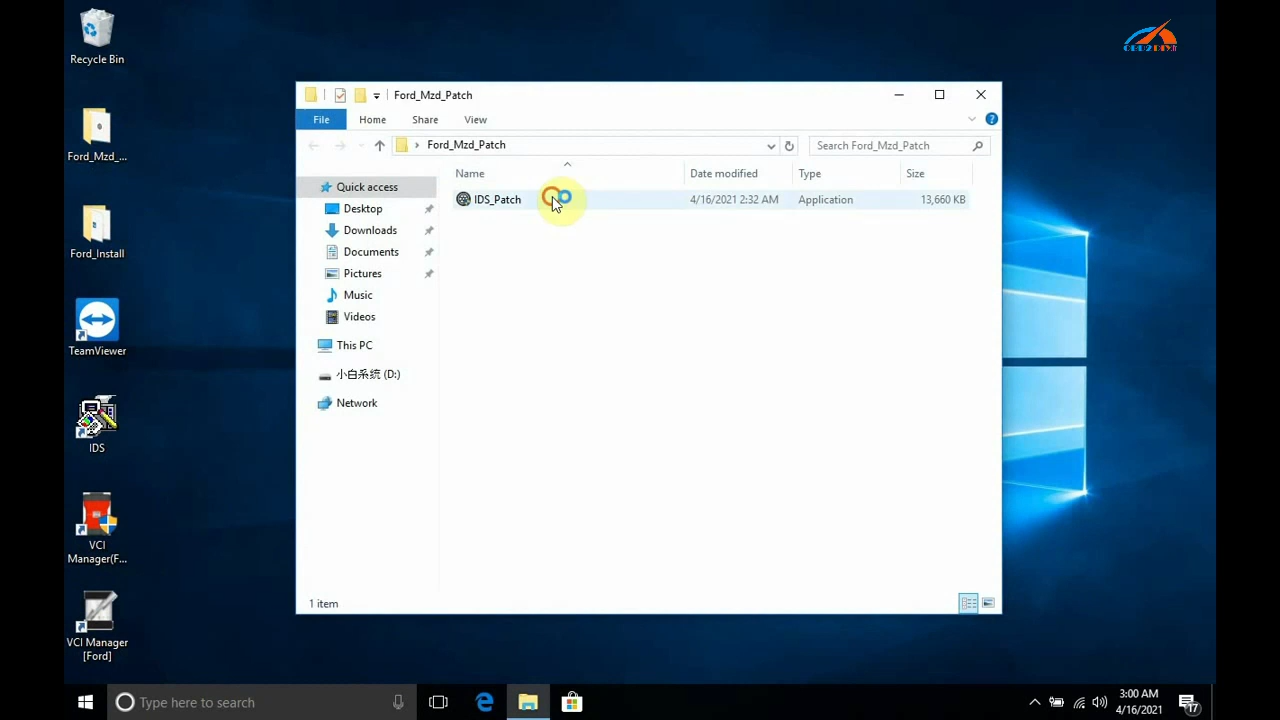 Recycle Bin
Ford_Mzd_...
Ford_Install
TeamViewer
IDS
VCI
Manager(F...
VCI Manager
[Ford]
Ford_Mzd_Patch
File
Home
Share
View
Ford_Mzd_Patch
Search Ford_Mzd_Patch
Name
Date modified
Type
Size
IDS_Patch
4/16/2021 2:32 AM
Application
13,660 KB
Quick access
Desktop
Downloads
Documents
Pictures
Music
Videos
This PC
小白系统 (D:)
Network
1 item
Type here to search
3:00 AM
4/16/2021
17